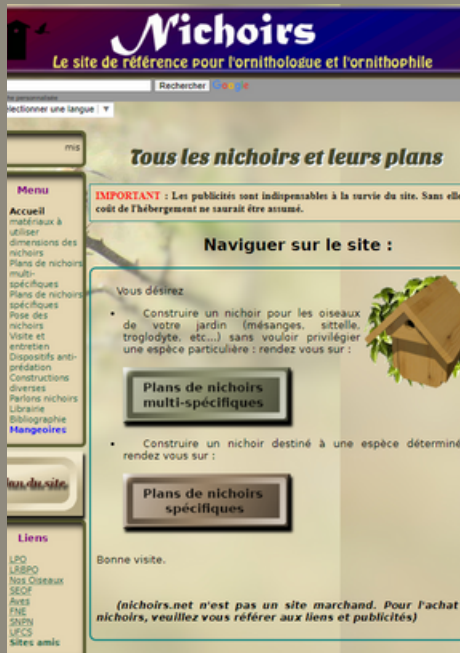 Nichoirs
Le site de référence pour l'ornithologue et l'ornithophile
Rechercher Google
électionner une langue ▼
mis
Tous les nichoirs et leurs plans
IMPORTANT : Les publicités sont indispensables à la survie du site. Sans elle
coût de l'hébergement ne saurait être assumé.
Menu
Accueil
matériaux à
utiliser
dimensions des
nichoirs
Plans de nichoirs
multi-
spécifiques
Plans de nichoirs
spécifiques
Pose des
nichoirs
Visite et
entretien
Dispositifs anti-
prédation
Constructions
diverses
Parlons nichoirs
Librairie
Bibliographie
Mangeoires
Naviguer sur le site :
Vous désirez
• Construire un nichoir pour les oiseaux
de votre jardin (mésanges, sittelle,
troglodyte, etc...) sans vouloir privilégier
une espèce particulière : rendez vous sur :
Plans de nichoirs
multi-spécifiques
• Construire un nichoir destiné à une espèce déterminé
rendez vous sur :
Plans de nichoirs
spécifiques
Bonne visite.
(nichoirs.net n'est pas un site marchand. Pour l'achat
nichoirs, veuillez vous référer aux liens et publicités)
lan du site
Liens
LPO
LRBPO
Nos Oiseaux
SEOF
Aves
FNE
SNPN
UFCS
Sites amis